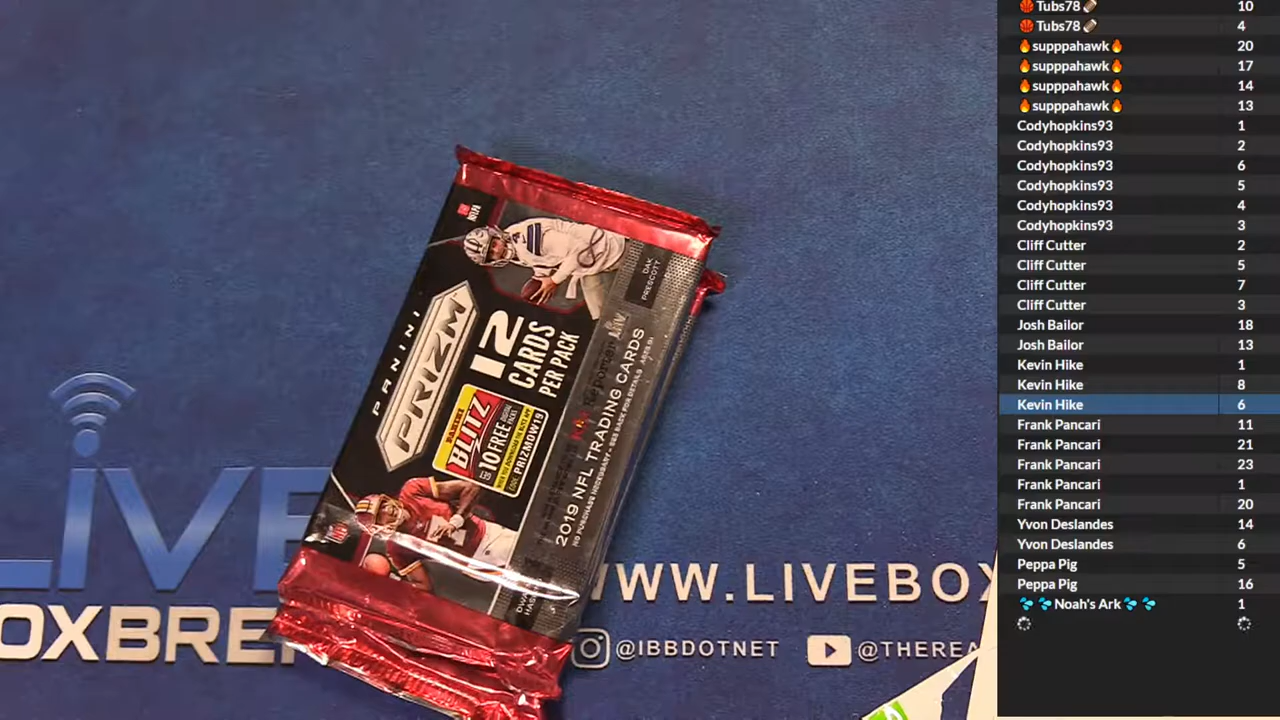 PANINI
PRIZM
12
CARDS
PER PACK
PANINI
BLITZ
10 FREE
CODE: PRIZMOW19
DAK
PRESCOTT
2019 NFL TRADING CARDS
LIVE
OXBRE
WWW.LIVEBOX
@IBBDOTNET
@THEREA
🏀 Tubs78 🏈 10
🏀 Tubs78 🏈 4
🔥supppahawk🔥 20
🔥supppahawk🔥 17
🔥supppahawk🔥 14
🔥supppahawk🔥 13
Codyhopkins93 1
Codyhopkins93 2
Codyhopkins93 6
Codyhopkins93 5
Codyhopkins93 4
Codyhopkins93 3
Cliff Cutter 2
Cliff Cutter 5
Cliff Cutter 7
Cliff Cutter 3
Josh Bailor 18
Josh Bailor 13
Kevin Hike 1
Kevin Hike 8
Kevin Hike 6
Frank Pancari 11
Frank Pancari 21
Frank Pancari 23
Frank Pancari 1
Frank Pancari 20
Yvon Deslandes 14
Yvon Deslandes 6
Peppa Pig 5
Peppa Pig 16
💦 💦 Noah's Ark 💦 💦 1